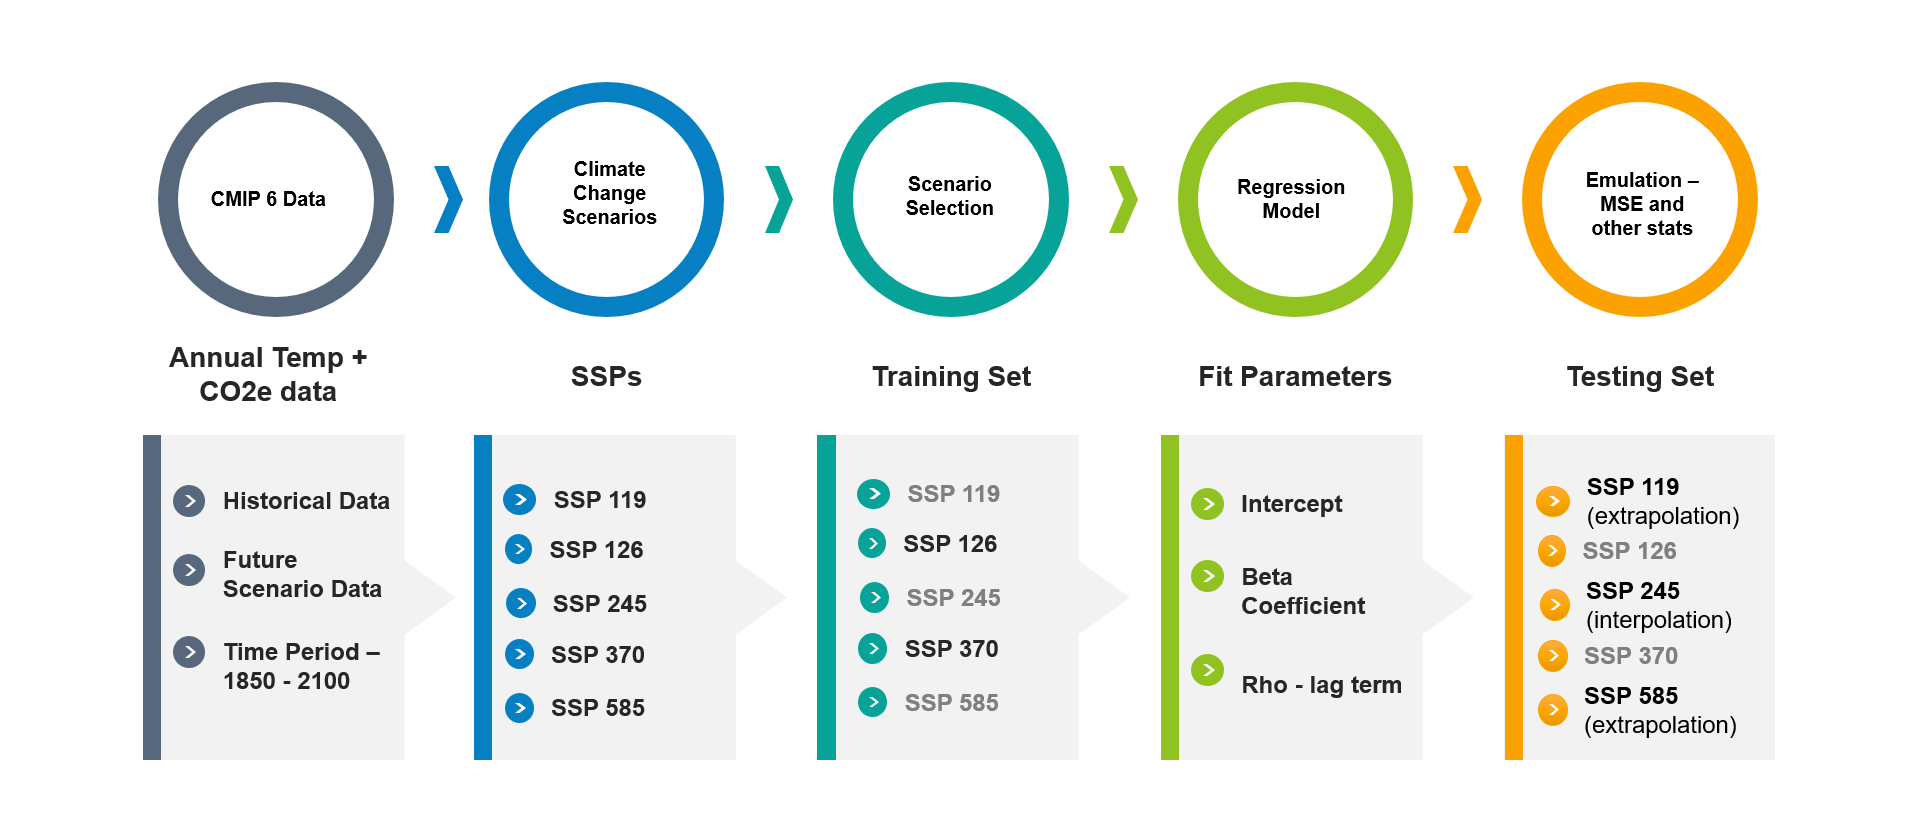 CMIP 6 Data
Climate
Change
Scenarios
Scenario
Selection
Regression
Model
Emulation –
MSE and
other stats
Annual Temp +
CO2e data
SSPs
Training Set
Fit Parameters
Testing Set
Historical Data
Future
Scenario Data
Time Period –
1850 - 2100
SSP 119
SSP 126
SSP 245
SSP 370
SSP 585
SSP 119
SSP 126
SSP 245
SSP 370
SSP 585
Intercept
Beta
Coefficient
Rho - lag term
SSP 119
(extrapolation)
SSP 126
SSP 245
(interpolation)
SSP 370
SSP 585
(extrapolation)